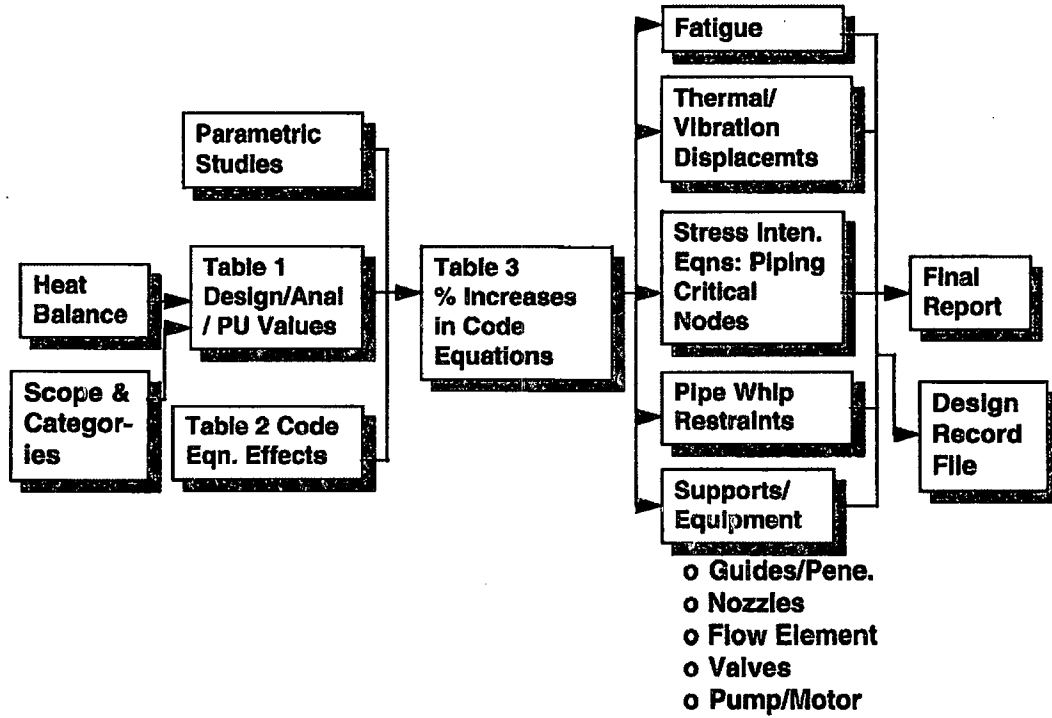 Heat
Balance
Scope &
Categor-
ies
Parametric
Studies
Table 1
Design/Anal
/ PU Values
Table 2 Code
Eqn. Effects
Table 3
% Increases
in Code
Equations
Fatigue
Thermal/
Vibration
Displacemts
Stress Inten.
Eqns: Piping
Critical
Nodes
Pipe Whip
Restraints
Supports/
Equipment
o Guides/Pene.
o Nozzles
o Flow Element
o Valves
o Pump/Motor
Final
Report
Design
Record
File